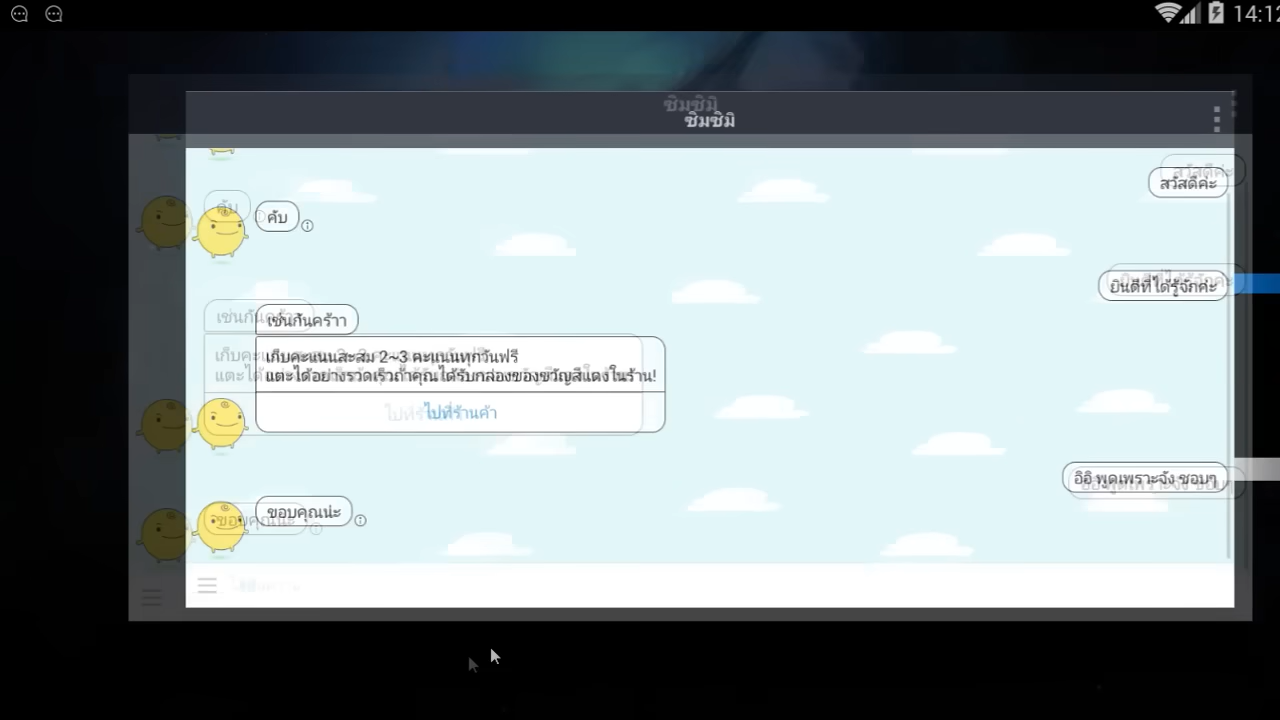 14:12
ซิมซิมิ
สวัสดีค่ะ
คับ
ยินดีที่ได้รู้จักค่ะ
เช่นกันคร้าา
เก็บคะแนนสะสม 2~3 คะแนนทุกวันฟรี
แตะได้อย่างรวดเร็วถ้าคุณได้รับกล่องของขวัญสีแดงในร้าน!
ไปที่ร้านค้า
อิอิ พูดเพราะจัง ชอบๆ
ขอบคุณน่ะ